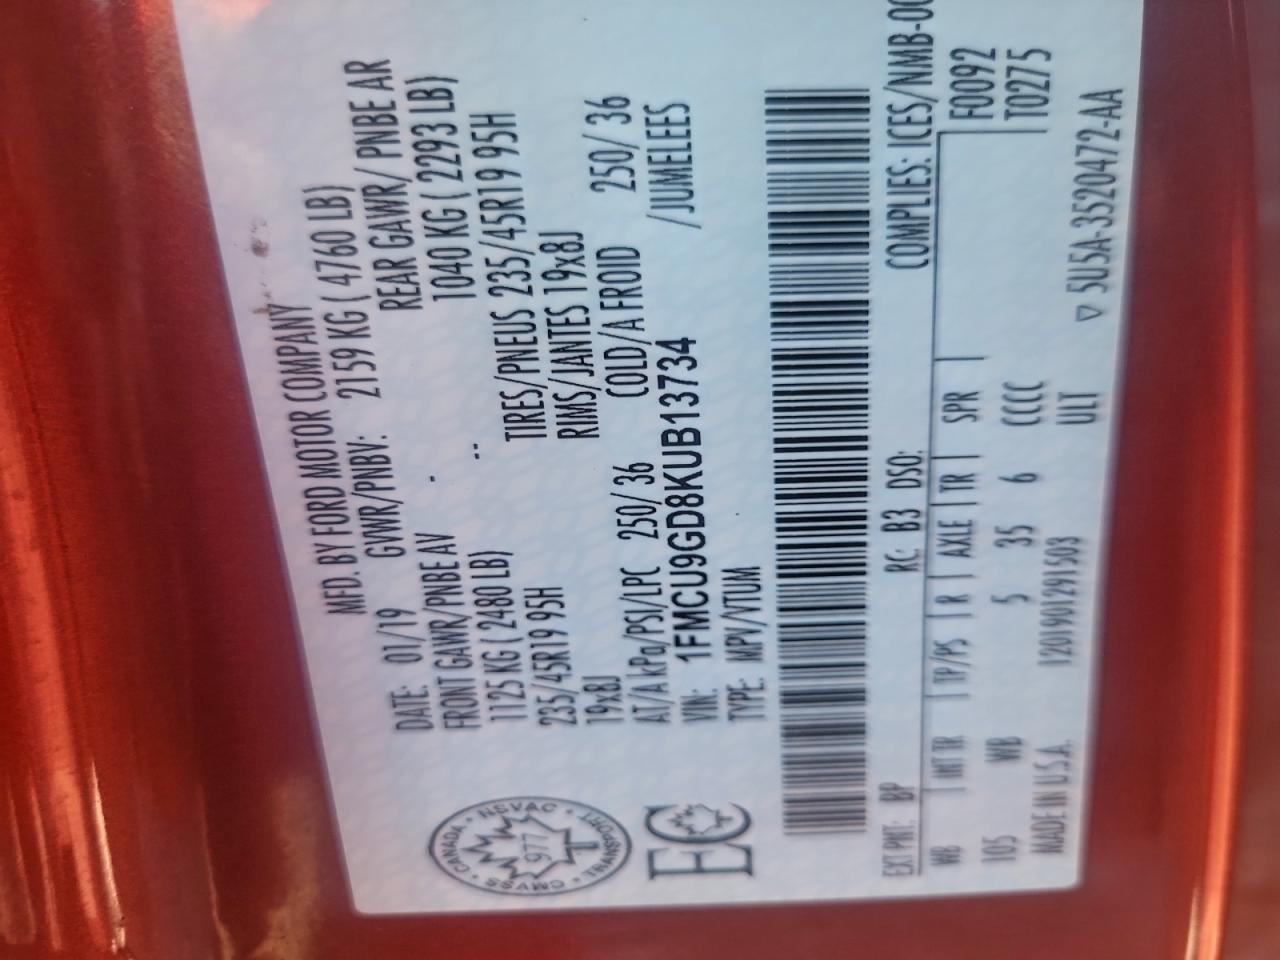 MFD. BY FORD MOTOR COMPANY
DATE: 01/19 GVWR/PNBV: 2159 KG ( 4760 LB)
FRONT GAWR/PNBE AV REAR GAWR/ PNBE AR
1125 KG ( 2480 LB) 1040 KG ( 2293 LB)
235/45R19 95H TIRES/PNEUS 235/45R19 95H
19x8J RIMS/JANTES 19x8J
AT/A kPa/PSI/LPC 250/ 36 COLD/A FROID 250/ 36
VIN: 1FMCU9GD8KUB13734 /JUMELEES
TYPE: MPV/VTUM
CANADA • NSVAC • TRANSPORT • CMVSS
977
EC
EXT PNT: BP RC: B3 DSO: COMPLES: ICES/NMB-00
WB INT TR TP/PS R AXLE TR SPR F0092
105 WB 5 35 6 CCCC T0275
MADE IN U.S.A. 1201901291503 ULT
▽ 5U5A-3520472-AA